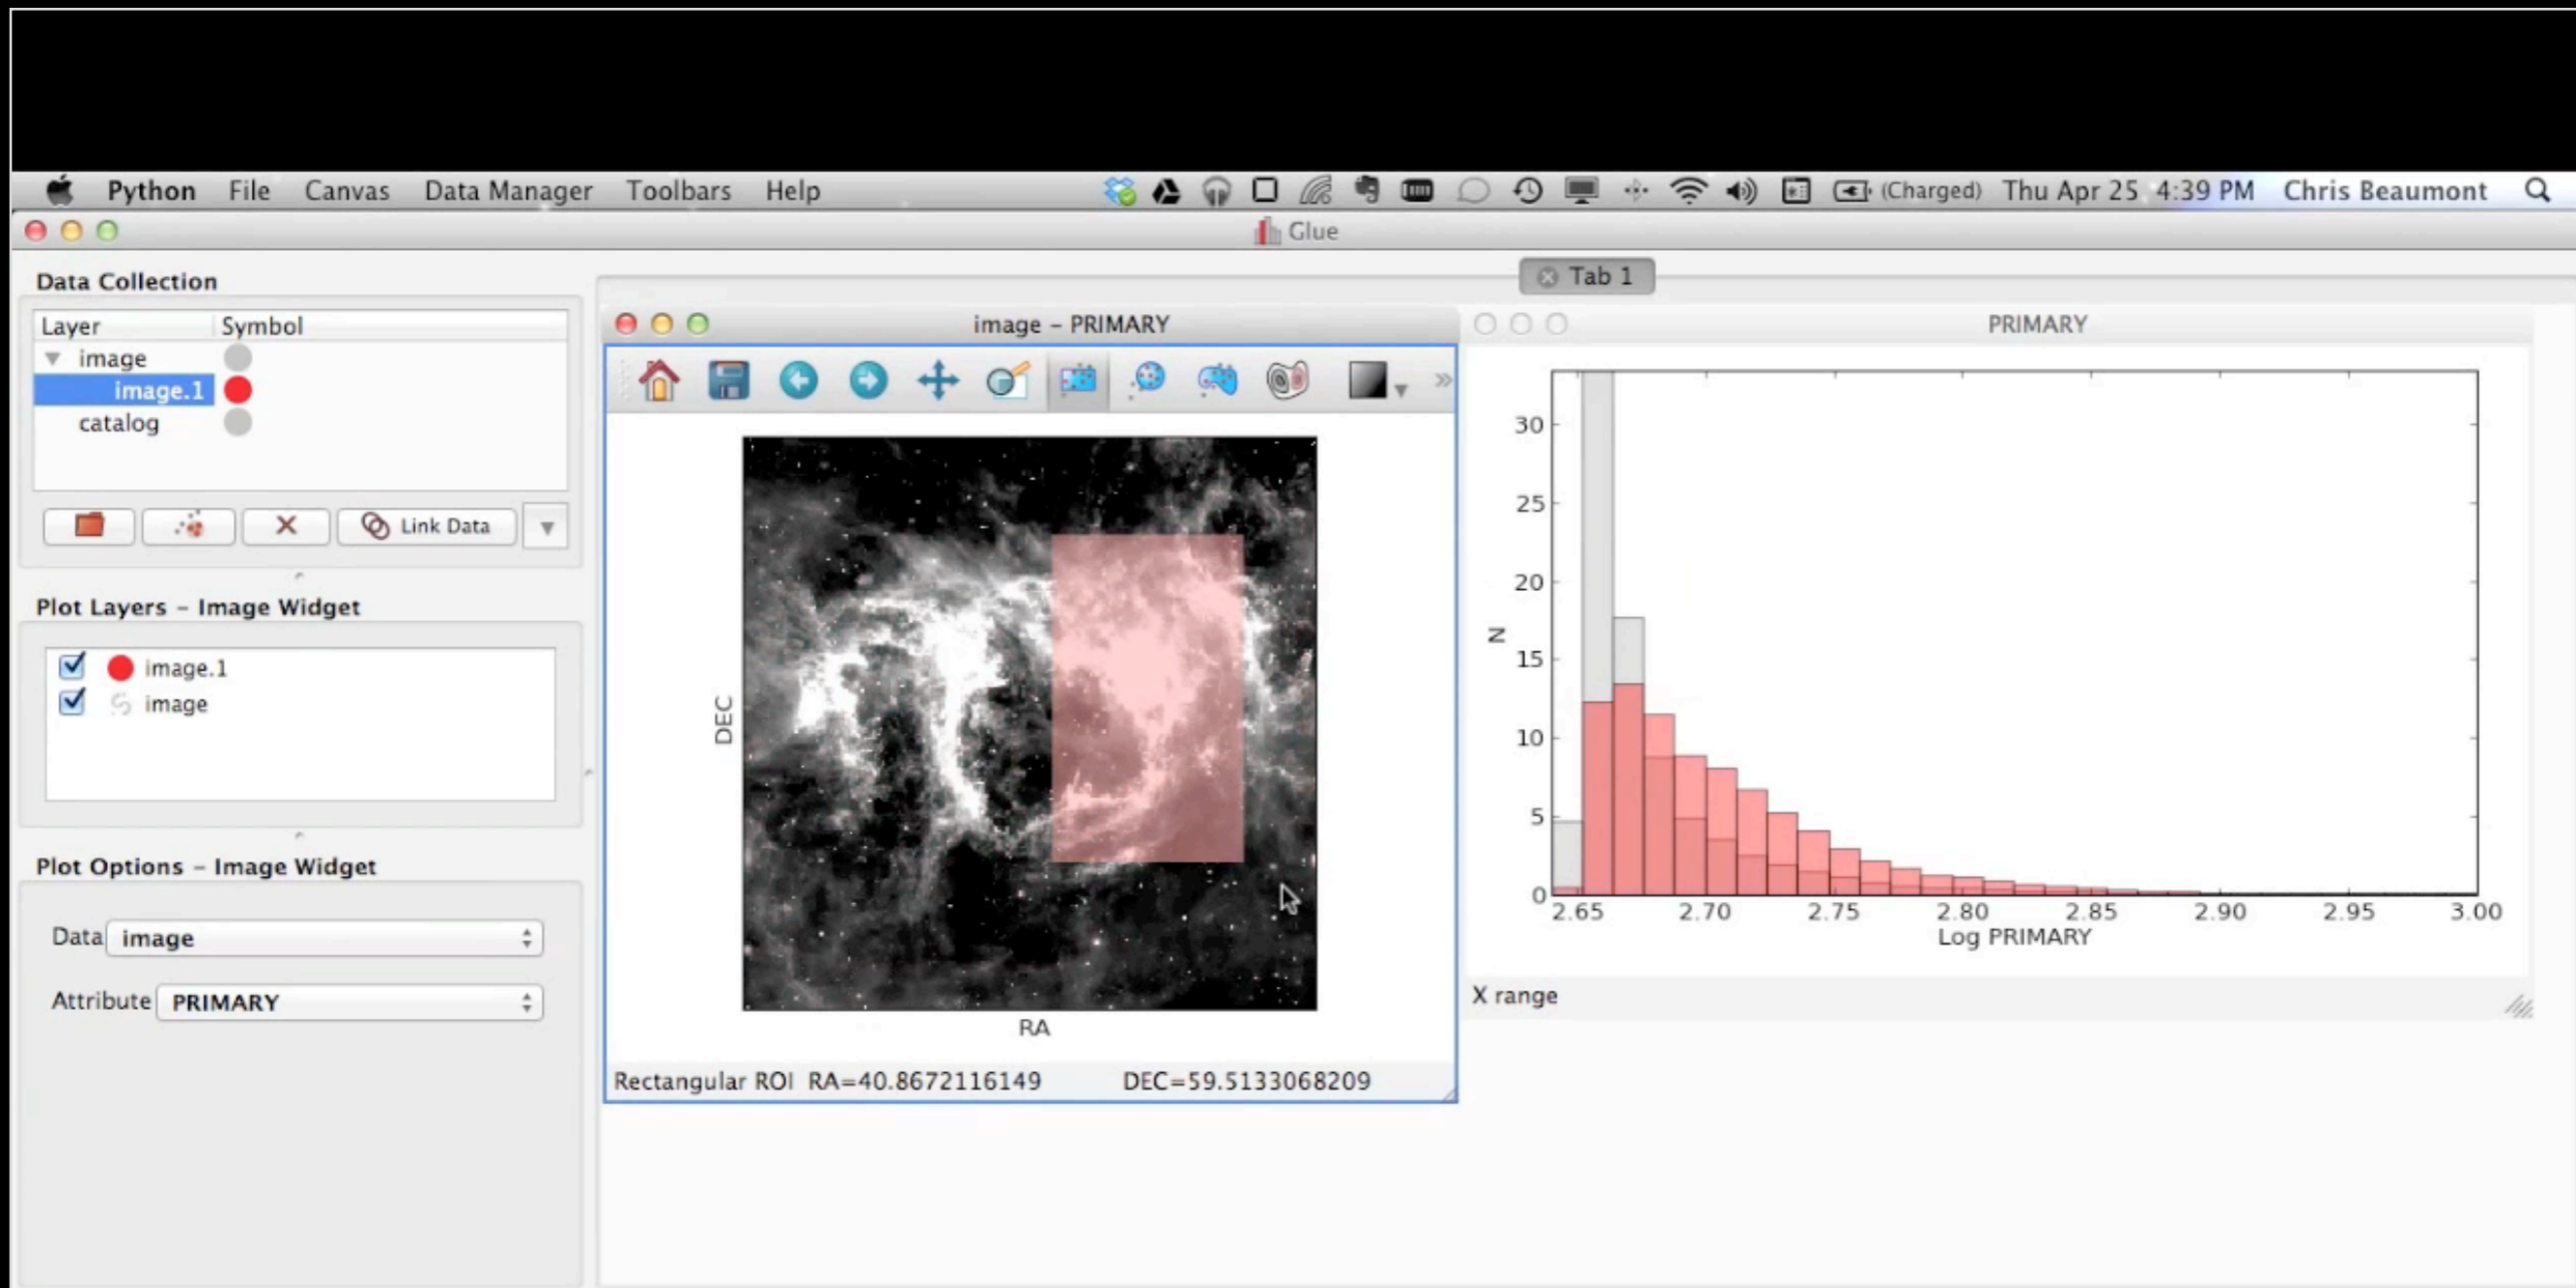 Python File Canvas Data Manager Toolbars Help (Charged) Thu Apr 25 4:39 PM Chris Beaumont
Glue
Data Collection
Layer Symbol
image
image.1
catalog
Link Data
Plot Layers – Image Widget
image.1
image
Plot Options – Image Widget
Data image
Attribute PRIMARY
Tab 1
image – PRIMARY
DEC
RA
Rectangular ROI RA=40.8672116149 DEC=59.5133068209
PRIMARY
30
25
20
N
15
10
5
0
2.65 2.70 2.75 2.80 2.85 2.90 2.95 3.00
Log PRIMARY
X range